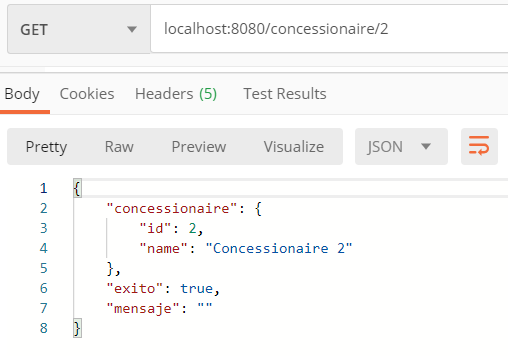 GET localhost:8080/concessionaire/2
Body Cookies Headers (5) Test Results
Pretty Raw Preview Visualize JSON
1 {
2 "concessionaire": {
3 "id": 2,
4 "name": "Concessionaire 2"
5 },
6 "exito": true,
7 "mensaje": ""
8 }